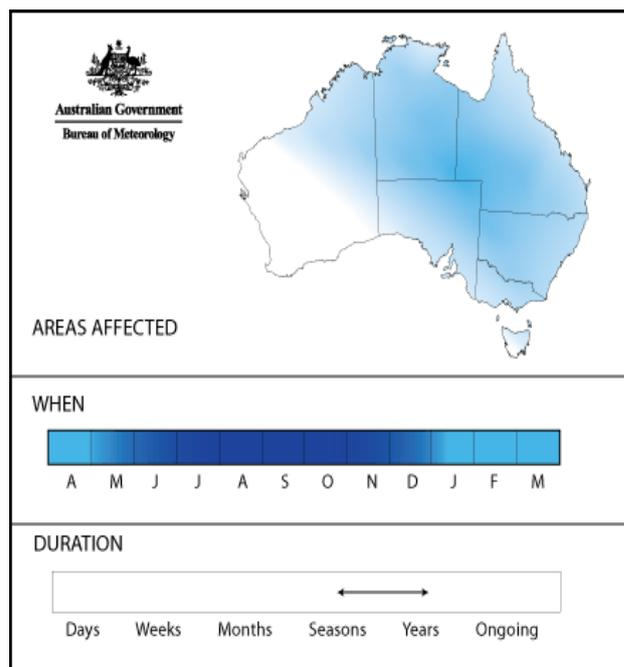 Australian Government
Bureau of Meteorology
AREAS AFFECTED
WHEN
A M J J A S O N D J F M
DURATION
Days Weeks Months Seasons Years Ongoing